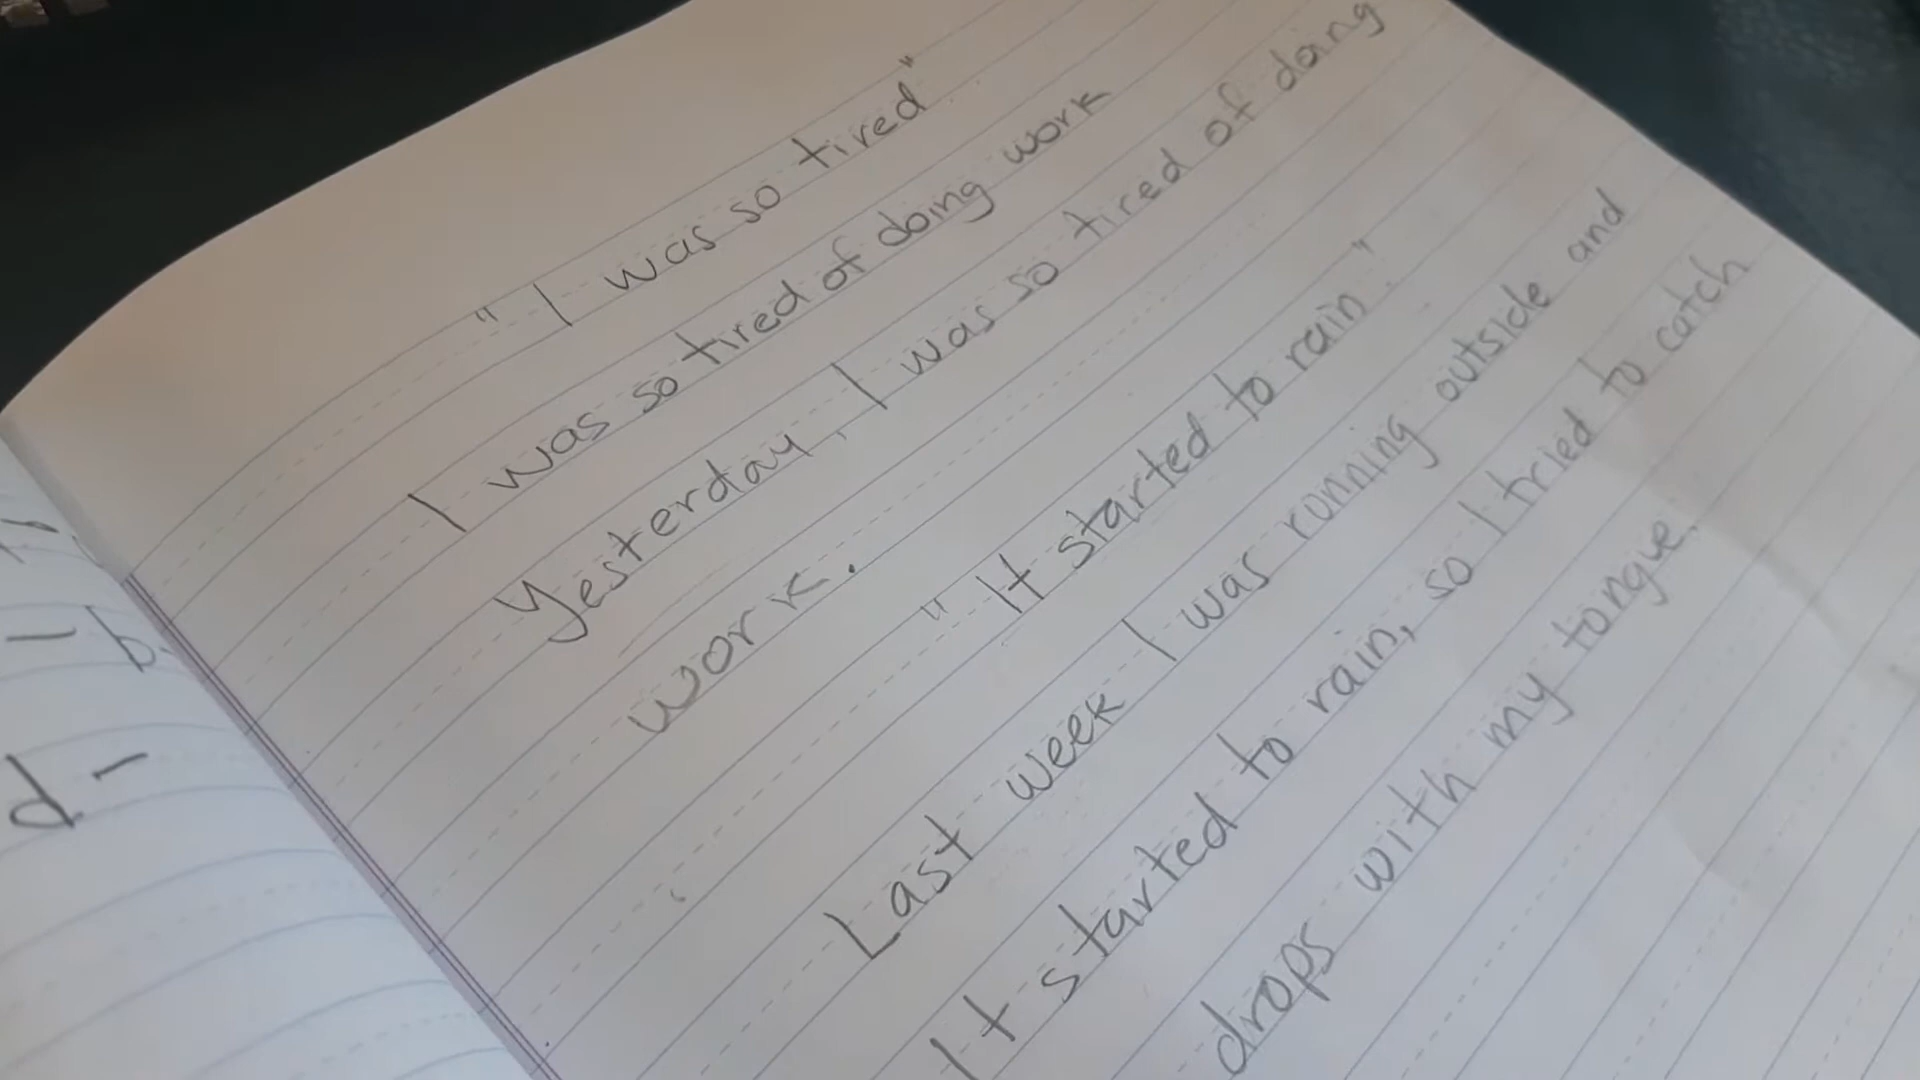 " I was so tired"
I was so tired of doing work
Yesterday, I was so tired of doing
work.
" It started to rain".
Last week I was running outside and
It started to rain, so I tried to catch
drops with my tongue.
- b
d -